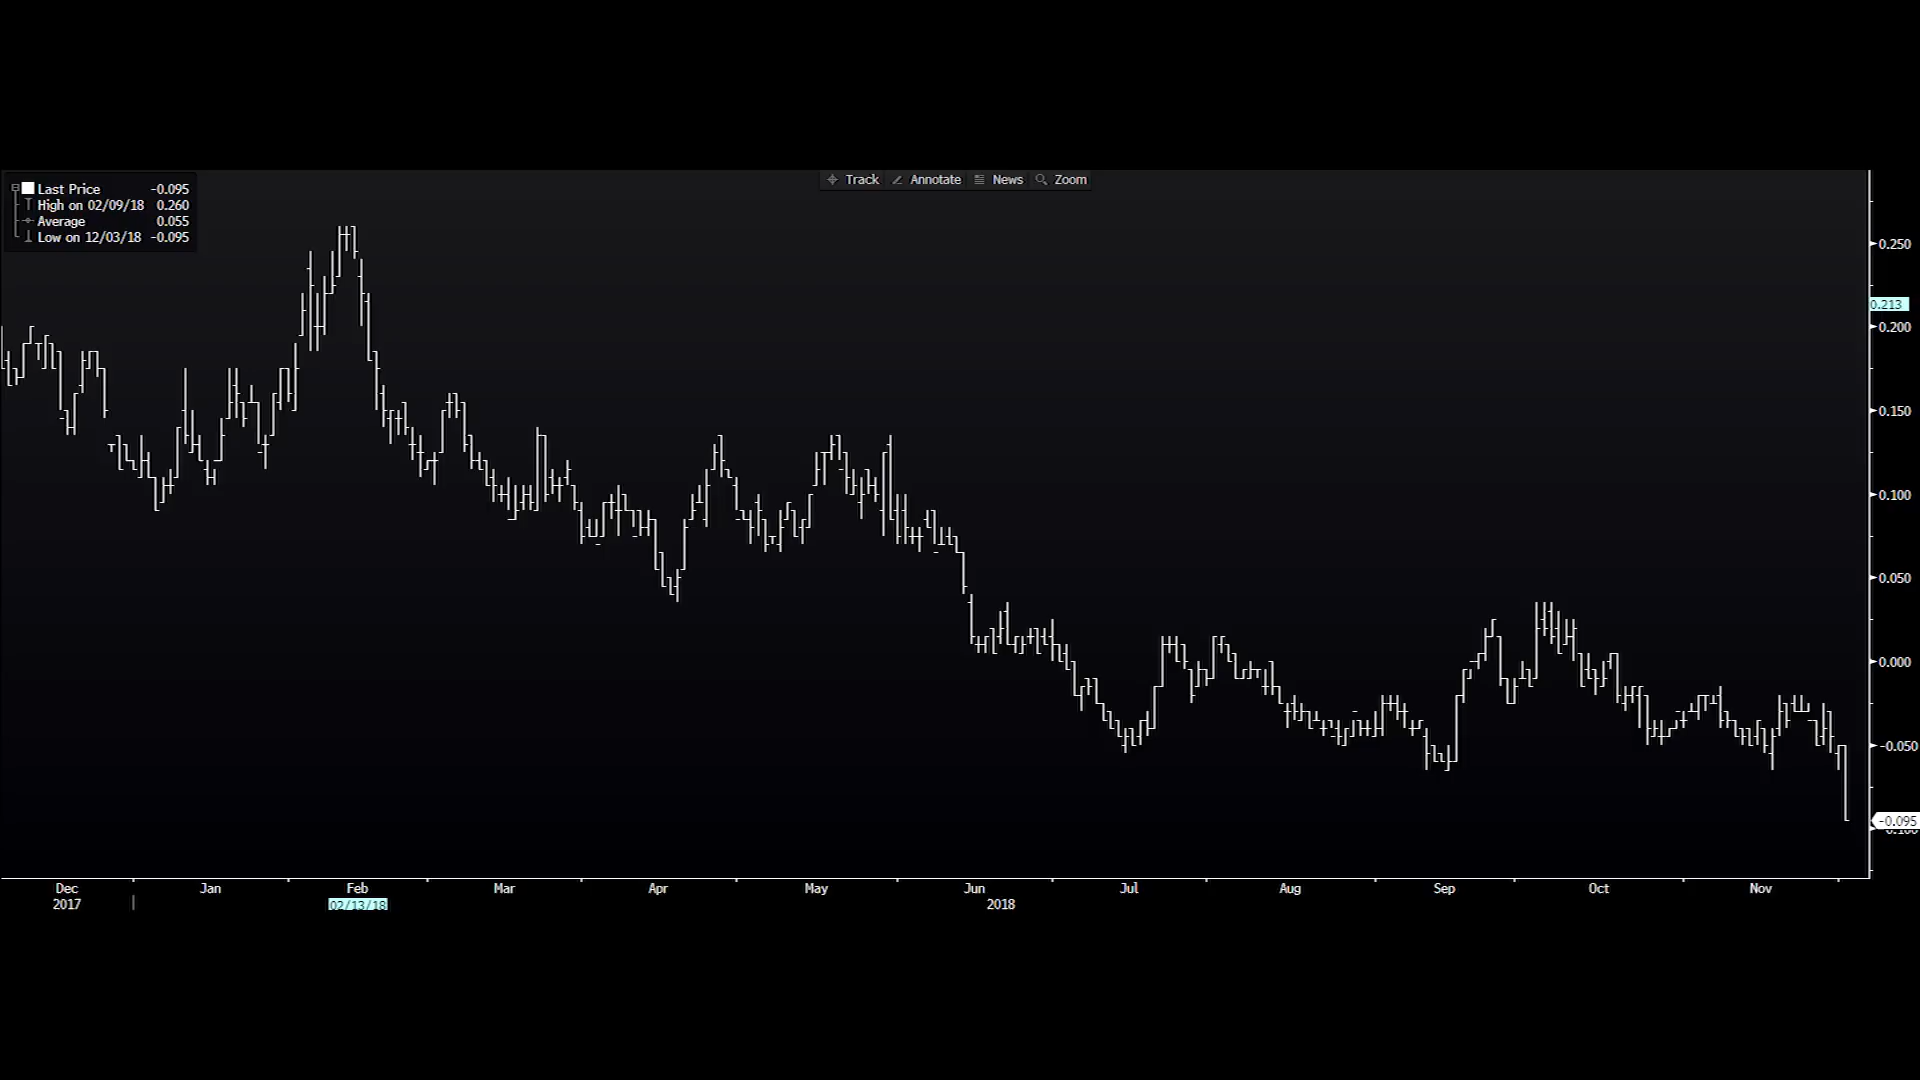 Last Price -0.095
High on 02/09/18 0.260
Average 0.055
Low on 12/03/18 -0.095
Track Annotate News Zoom
0.250
0.213
0.200
0.150
0.100
0.050
0.000
-0.050
-0.095
Dec Jan Feb Mar Apr May Jun Jul Aug Sep Oct Nov
2017 02/13/18 2018